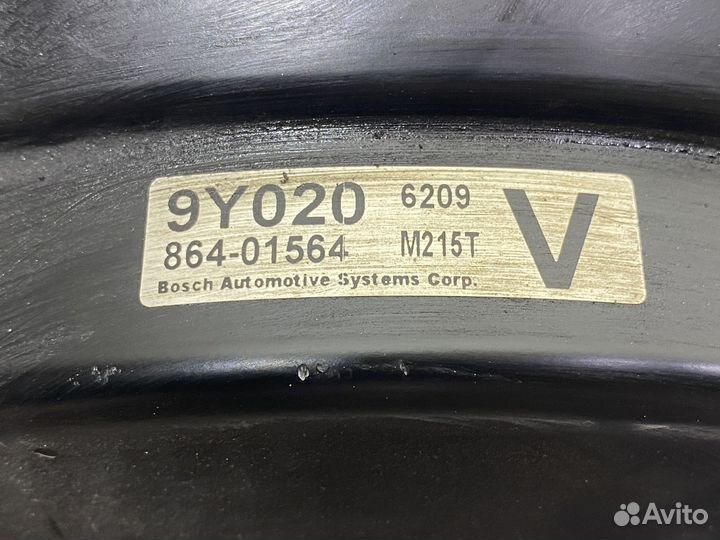 9Y020 6209 V
864-01564 M215T
Bosch Automotive Systems Corp.
Avito